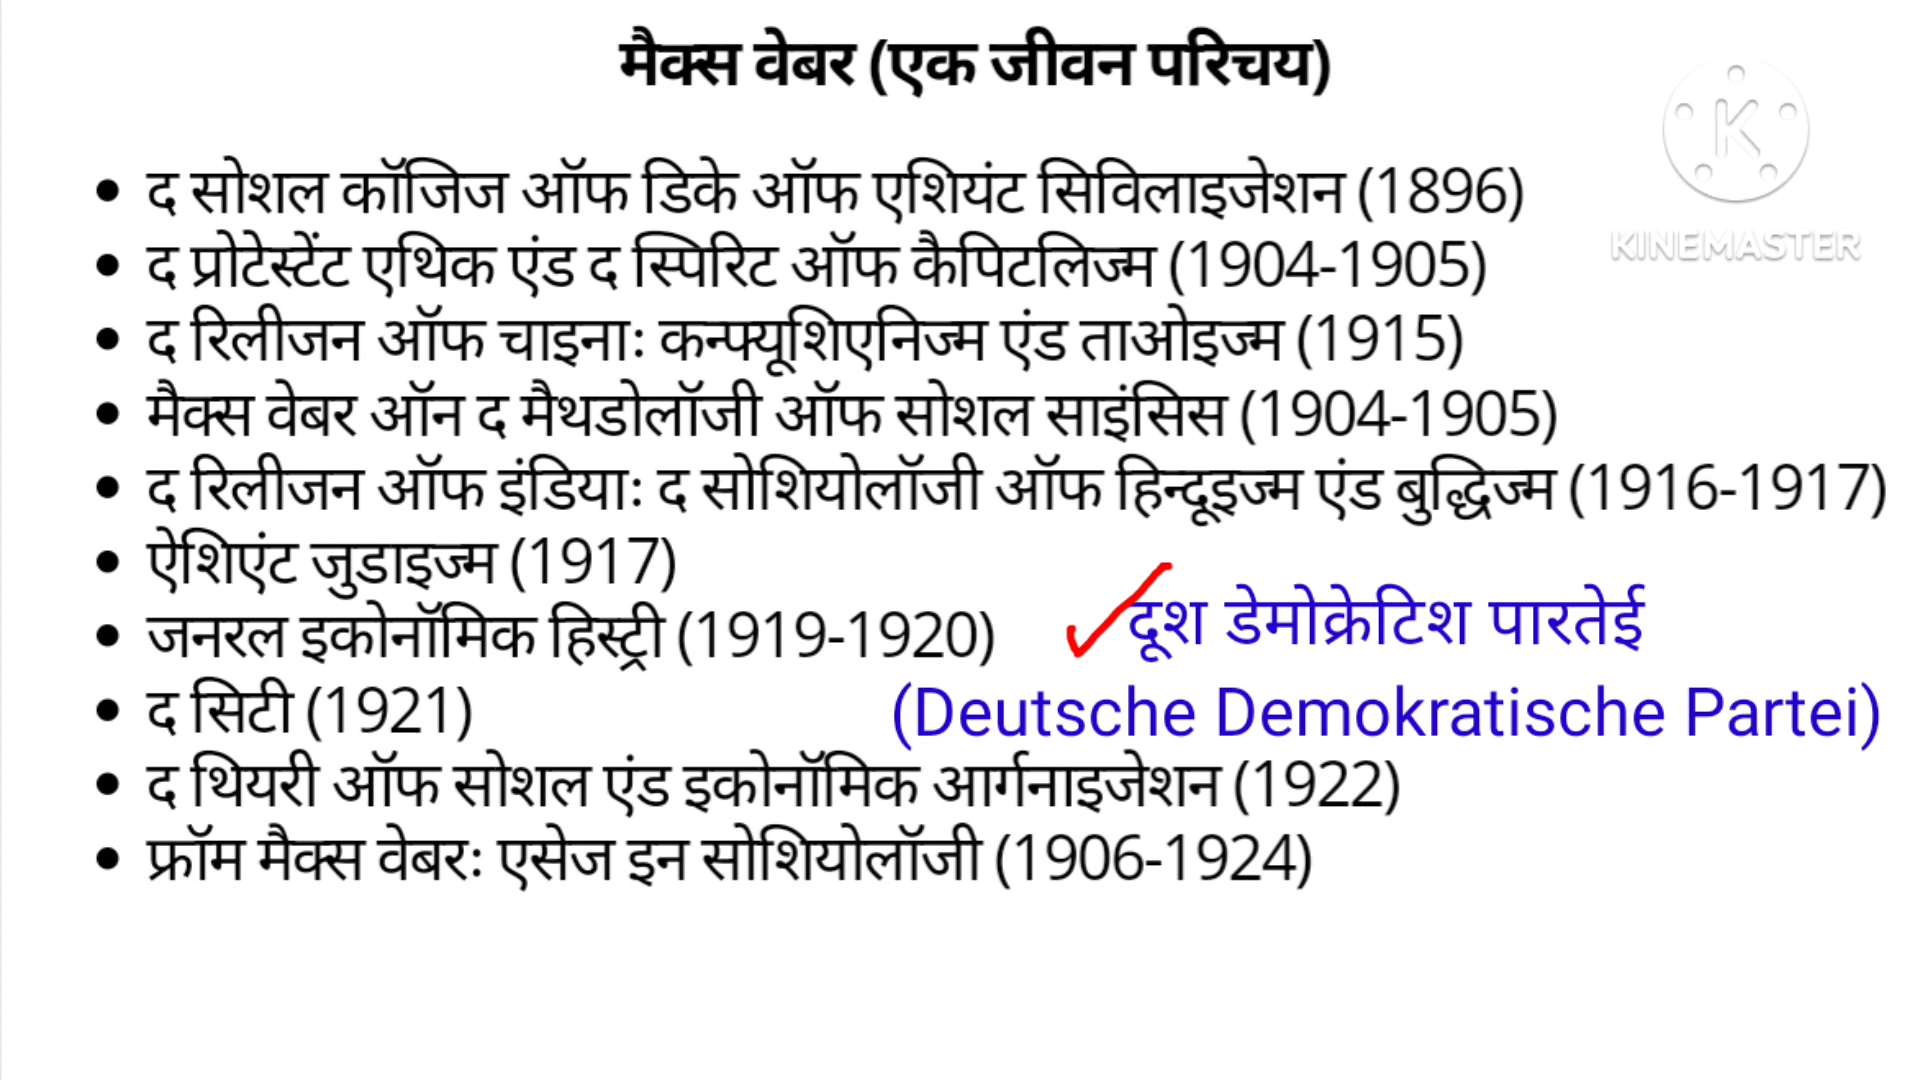 मैक्स वेबर (एक जीवन परिचय)
K
KINEMASTER
• द सोशल कॉजिज ऑफ डिके ऑफ एशियंट सिविलाइजेशन (1896)
• द प्रोटेस्टेंट एथिक एंड द स्पिरिट ऑफ कैपिटलिज्म (1904-1905)
• द रिलीजन ऑफ चाइनाः कन्फ्यूशिएनिज्म एंड ताओइज्म (1915)
• मैक्स वेबर ऑन द मैथडोलॉजी ऑफ सोशल साइंसिस (1904-1905)
• द रिलीजन ऑफ इंडियाः द सोशियोलॉजी ऑफ हिन्दूइज्म एंड बुद्धिज्म (1916-1917)
• ऐशिएंट जुडाइज्म (1917)
• जनरल इकोनॉमिक हिस्ट्री (1919-1920)
दूश डेमोक्रेटिश पारतेई
• द सिटी (1921)
(Deutsche Demokratische Partei)
• द थियरी ऑफ सोशल एंड इकोनॉमिक आर्गनाइजेशन (1922)
• फ्रॉम मैक्स वेबरः एसेज इन सोशियोलॉजी (1906-1924)